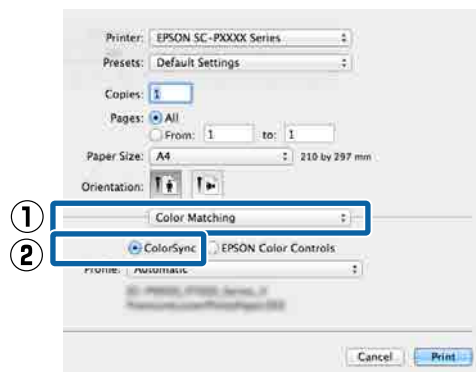 Printer: EPSON SC-PXXXX Series
Presets: Default Settings
Copies: 1
Pages: All
From: 1 to: 1
Paper Size: A4 210 by 297 mm
Orientation:
① Color Matching
② ColorSync EPSON Color Controls
Profile: Automatic
Cancel Print